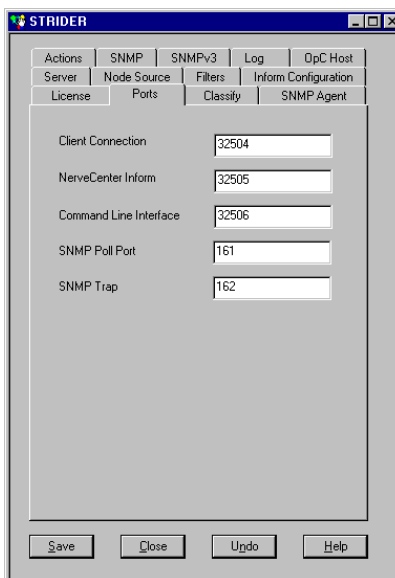 STRIDER
Actions SNMP SNMPv3 Log OpC Host
Server Node Source Filters Inform Configuration
License Ports Classify SNMP Agent
Client Connection 32504
NerveCenter Inform 32505
Command Line Interface 32506
SNMP Poll Port 161
SNMP Trap 162
Save Close Undo Help